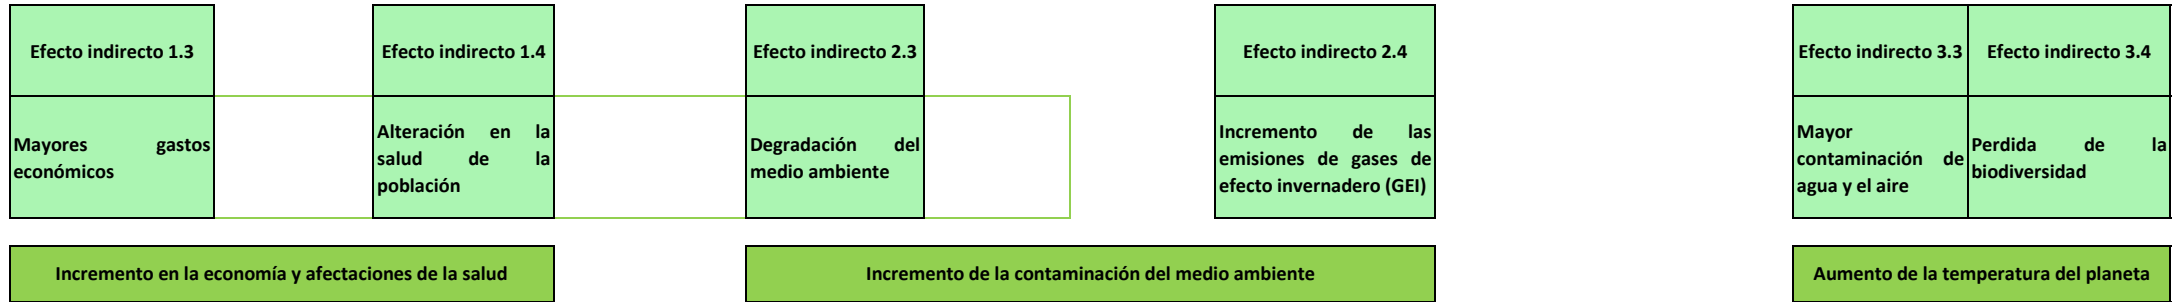 Efecto indirecto 1.3
Efecto indirecto 1.4
Efecto indirecto 2.3
Efecto indirecto 2.4
Efecto indirecto 3.3
Efecto indirecto 3.4
Mayores gastos
económicos
Alteración en la
salud de la
población
Degradación del
medio ambiente
Incremento de las
emisiones de gases de
efecto invernadero (GEI)
Mayor
contaminación de
agua y el aire
Perdida de la
biodiversidad
Incremento en la economía y afectaciones de la salud
Incremento de la contaminación del medio ambiente
Aumento de la temperatura del planeta